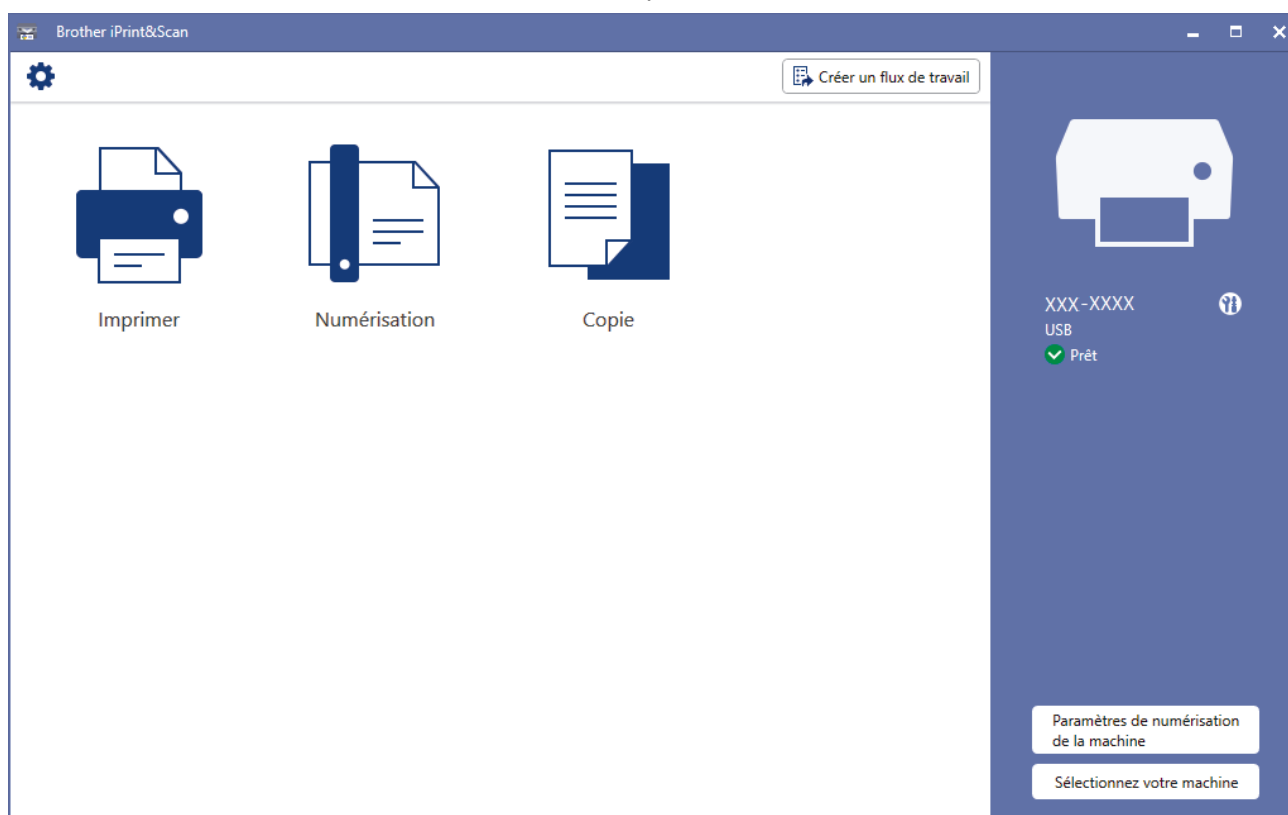 Brother iPrint&Scan
Créer un flux de travail
Imprimer
Numérisation
Copie
XXX-XXXX
USB
Prêt
Paramètres de numérisation
de la machine
Sélectionnez votre machine